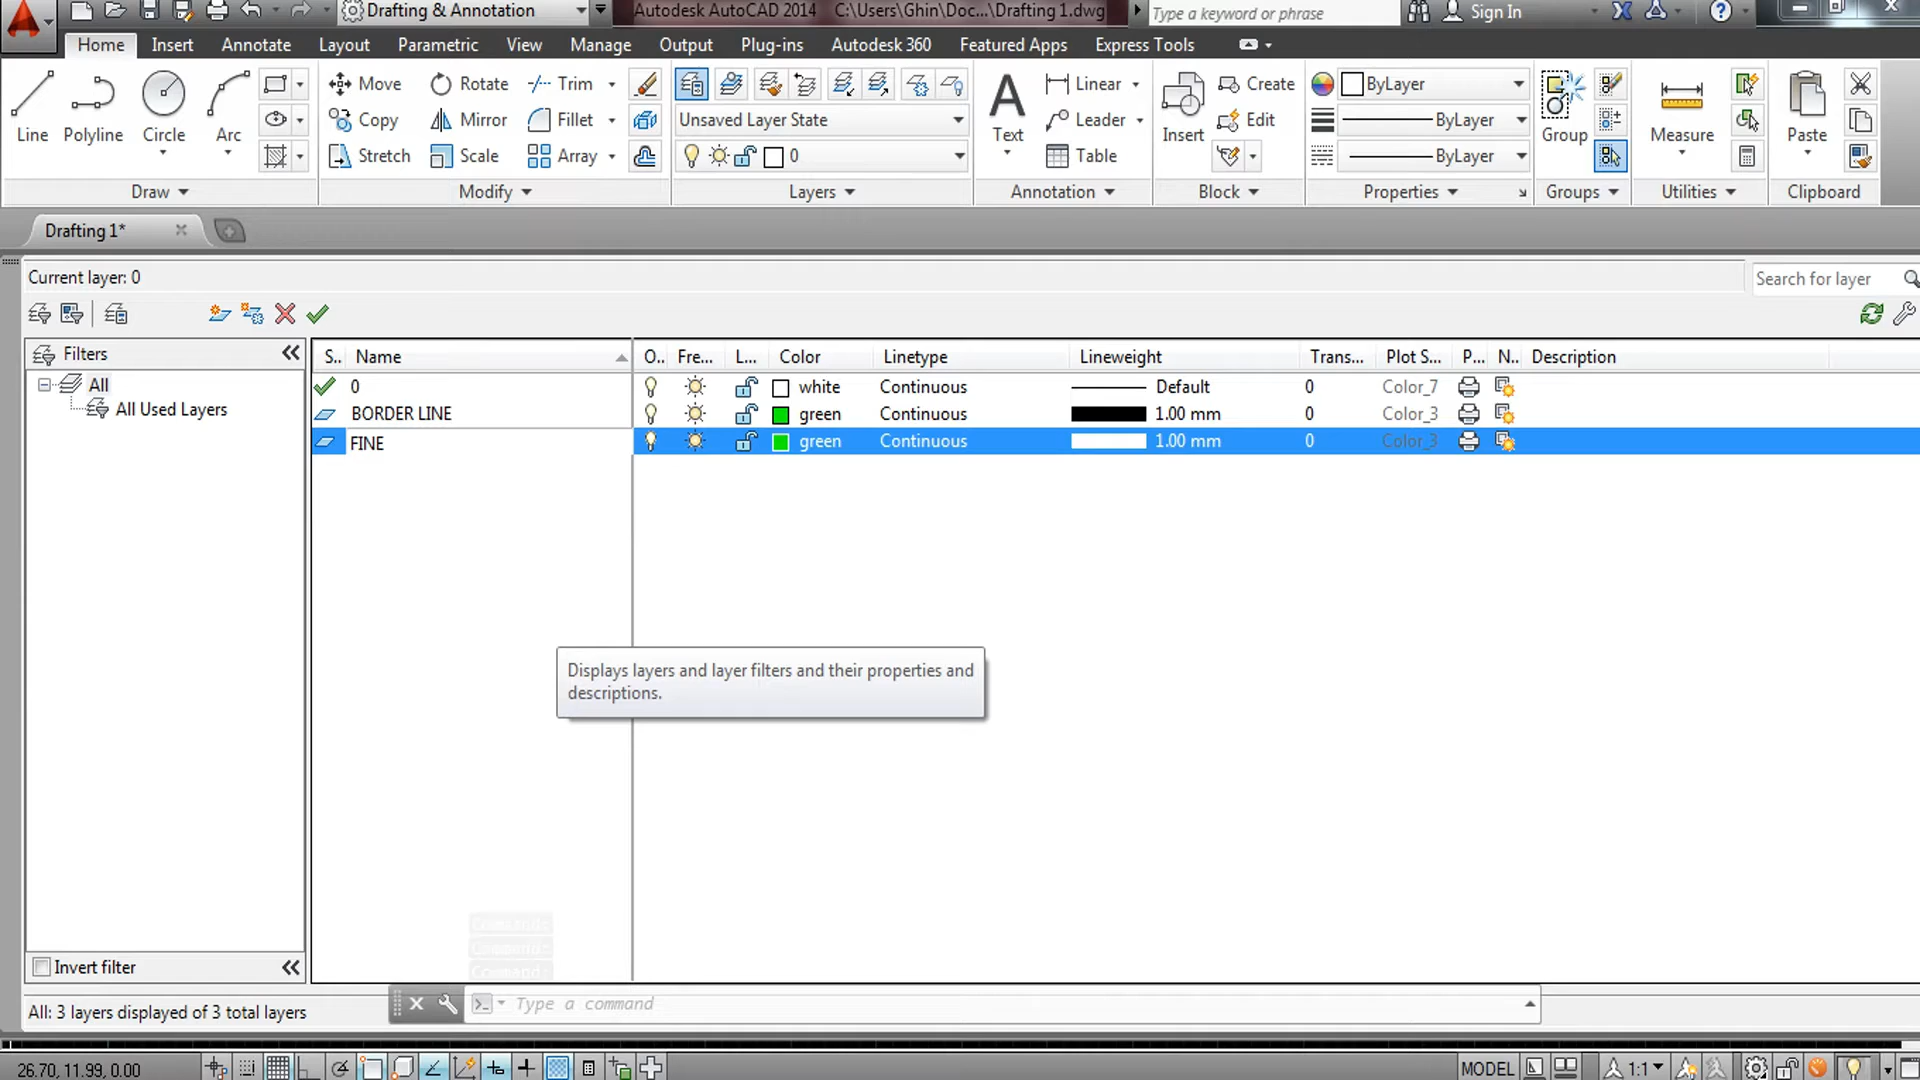 Drafting & Annotation Autodesk AutoCAD 2014 C:\Users\Ghin\Doc...\Drafting 1.dwg Type a keyword or phrase Sign In
Home Insert Annotate Layout Parametric View Manage Output Plug-ins Autodesk 360 Featured Apps Express Tools
Line Polyline Circle Arc
Move Rotate Trim
Copy Mirror Fillet
Stretch Scale Array
Unsaved Layer State
0
Text
Linear
Leader
Table
Insert
Create
Edit
ByLayer
ByLayer
ByLayer
Group
Measure
Paste
Draw Modify Layers Annotation Block Properties Groups Utilities Clipboard
Drafting 1*
Current layer: 0
Search for layer
Filters
All
All Used Layers
S.. Name O.. Fre... L... Color Linetype Lineweight Trans... Plot S... P... N.. Description
0 white Continuous Default 0 Color_7
BORDER LINE green Continuous 1.00 mm 0 Color_3
FINE green Continuous 1.00 mm 0 Color_3
Displays layers and layer filters and their properties and
descriptions.
Command:
Command:
Command:
Invert filter
All: 3 layers displayed of 3 total layers
Type a command
26.70, 11.99, 0.00
MODEL 1:1